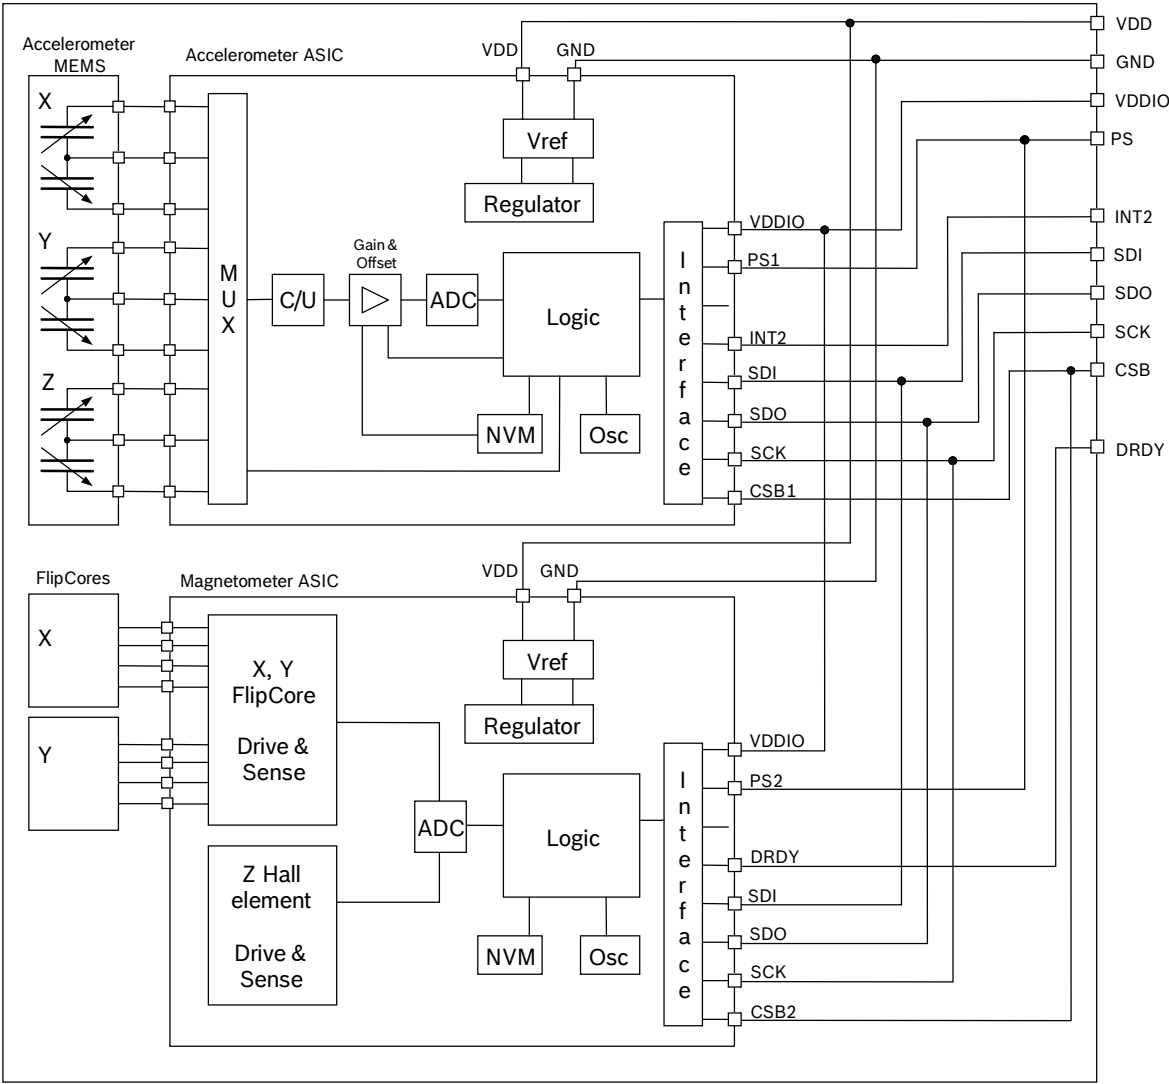 VDD
GND
VDDIO
PS
INT2
SDI
SDO
SCK
CSB
DRDY
Accelerometer
MEMS
X
Y
Z
Accelerometer ASIC
VDD
GND
Vref
Regulator
M
U
X
C/U
Gain &
Offset
ADC
Logic
NVM
Osc
I
n
t
e
r
f
a
c
e
VDDIO
PS1
INT2
SDI
SDO
SCK
CSB1
FlipCores
X
Y
Magnetometer ASIC
VDD
GND
Vref
Regulator
X, Y
FlipCore
Drive &
Sense
Z Hall
element
Drive &
Sense
ADC
Logic
NVM
Osc
I
n
t
e
r
f
a
c
e
VDDIO
PS2
DRDY
SDI
SDO
SCK
CSB2